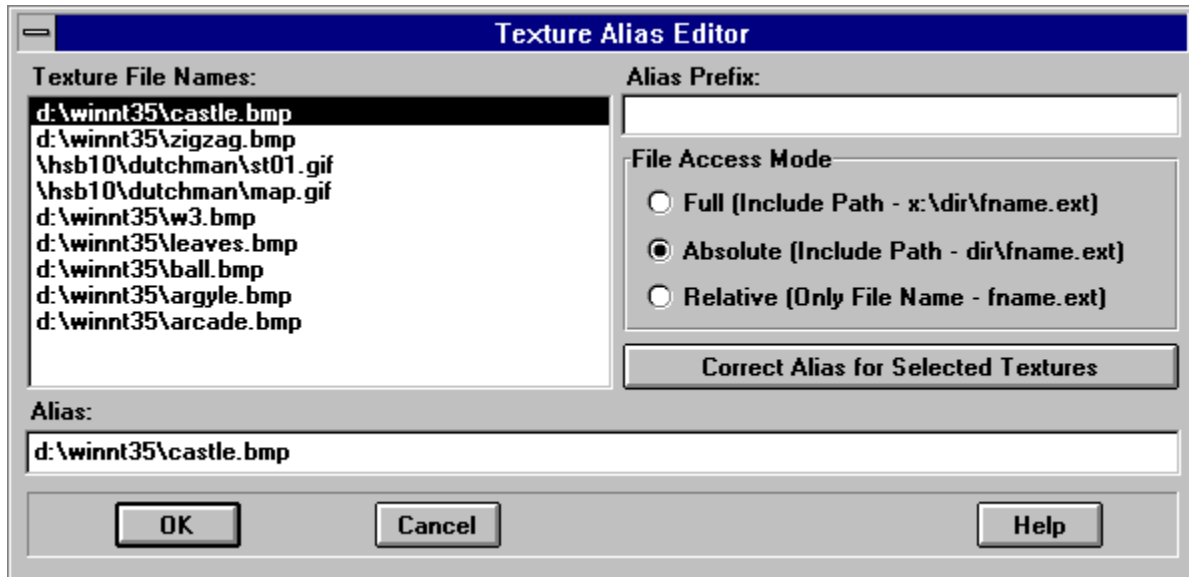 Texture Alias Editor
Texture File Names:
d:\winnt35\castle.bmp
d:\winnt35\zigzag.bmp
\hsb10\dutchman\st01.gif
\hsb10\dutchman\map.gif
d:\winnt35\w3.bmp
d:\winnt35\leaves.bmp
d:\winnt35\ball.bmp
d:\winnt35\argyle.bmp
d:\winnt35\arcade.bmp
Alias Prefix:
File Access Mode
Full (Include Path - x:\dir\fname.ext)
Absolute (Include Path - dir\fname.ext)
Relative (Only File Name - fname.ext)
Correct Alias for Selected Textures
Alias:
d:\winnt35\castle.bmp
OK
Cancel
Help